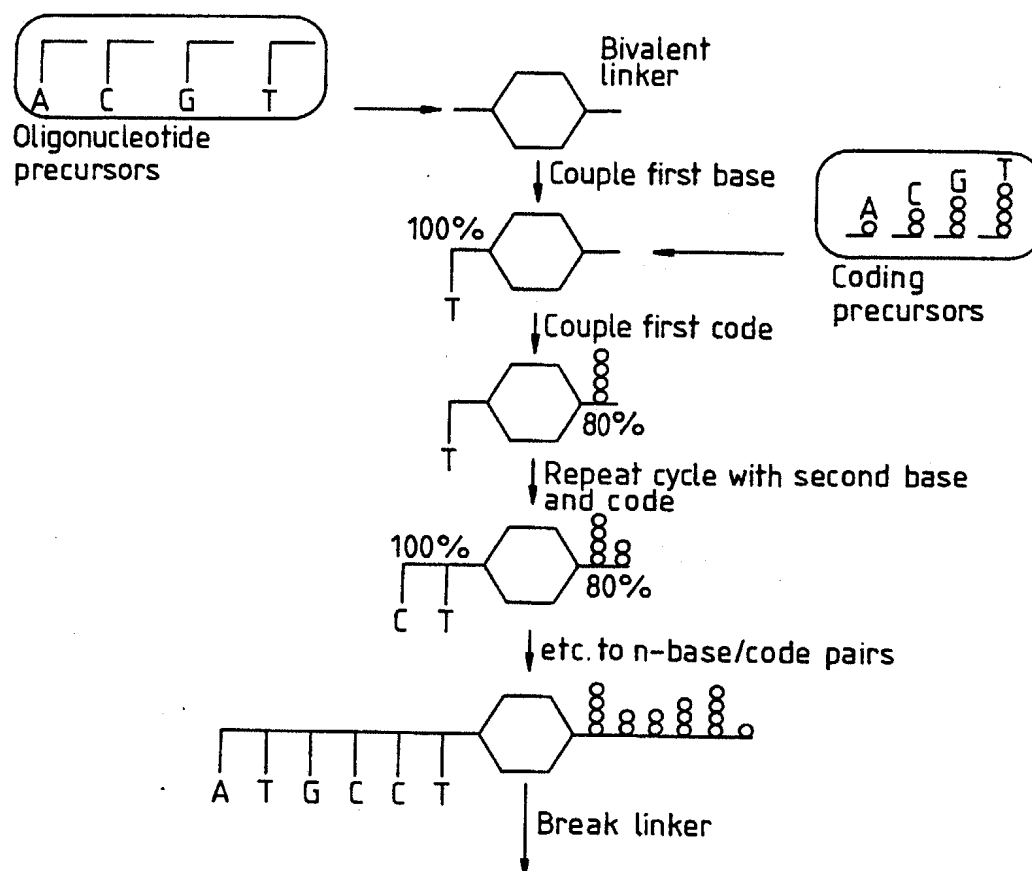 A C G T
Oligonucleotide
precursors
Bivalent
linker
Couple first base
A C G T
Coding
precursors
100%
T
Couple first code
T
80%
Repeat cycle with second base
and code
100%
C T
80%
etc. to n-base/code pairs
A T G C C T
Break linker